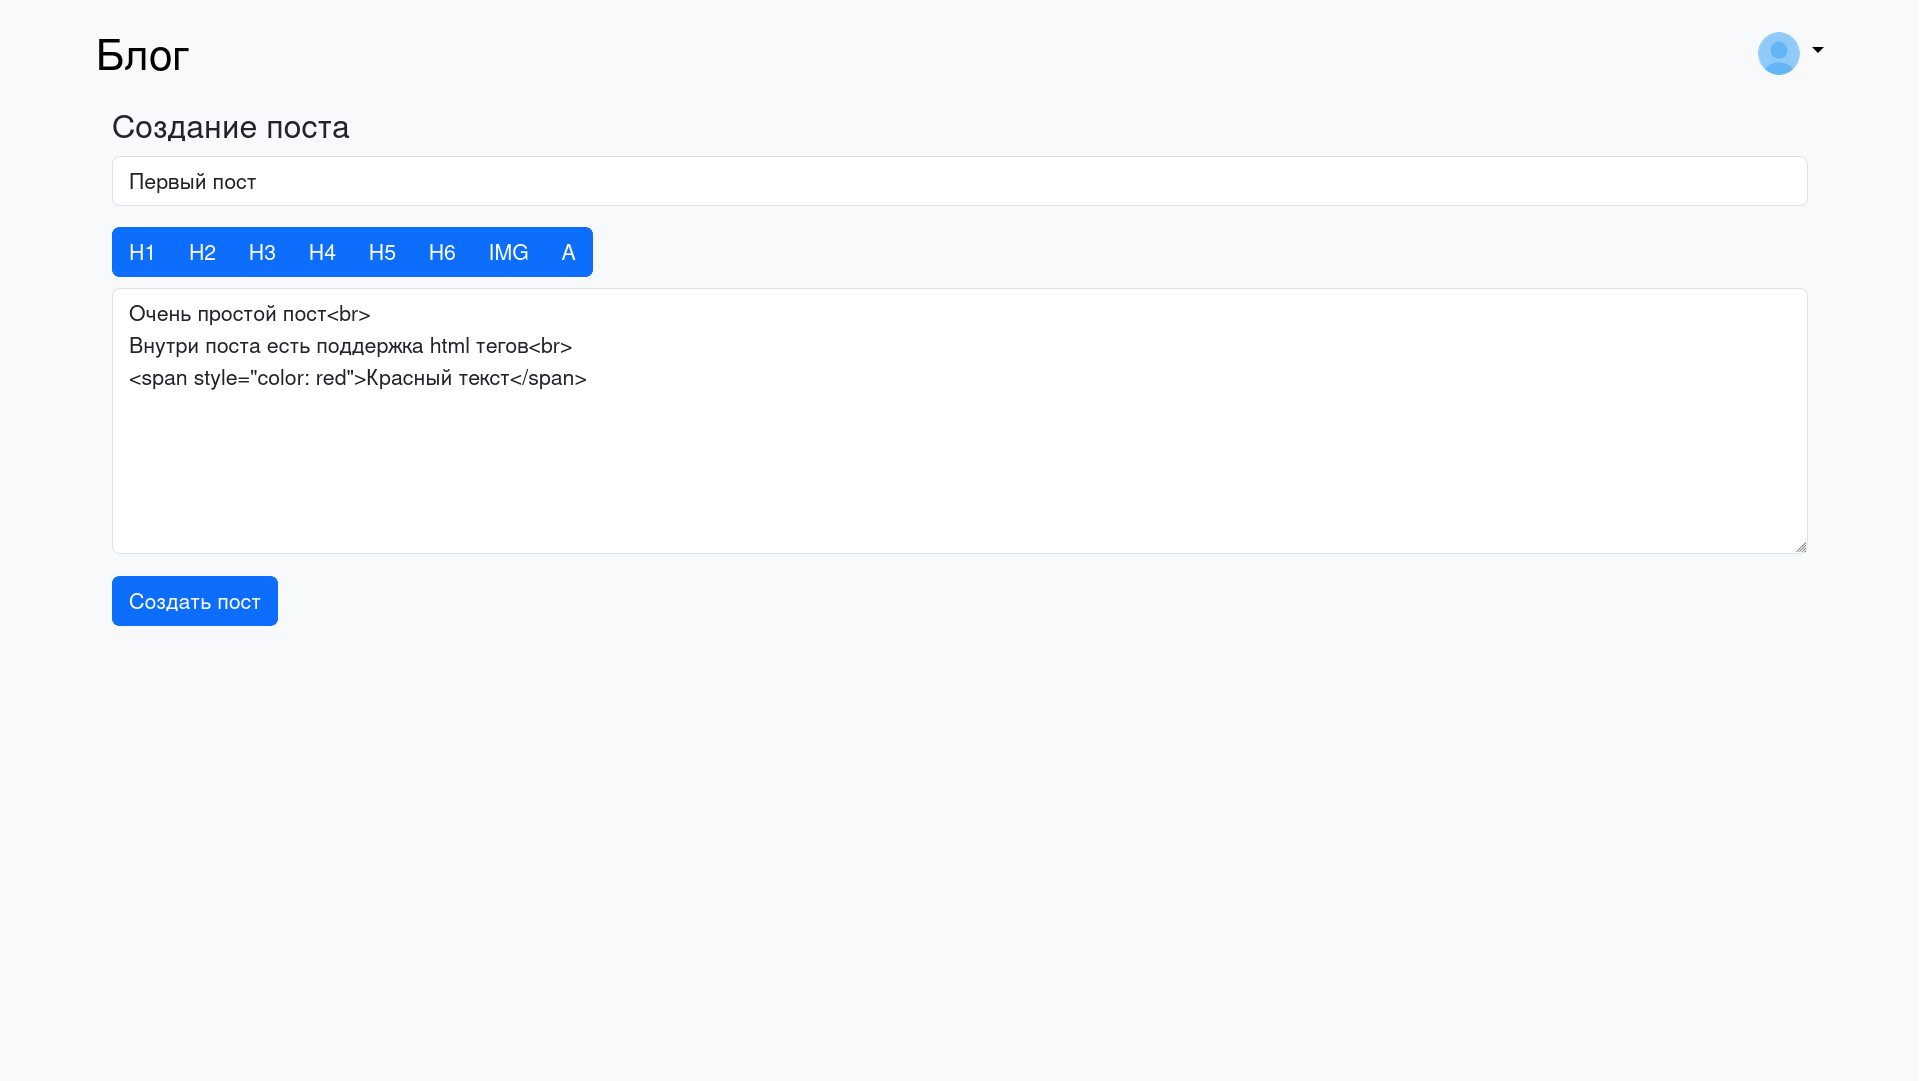 Блог
Создание поста
Первый пост
H1 H2 H3 H4 H5 H6 IMG A
Очень простой пост<br>
Внутри поста есть поддержка html тегов<br>
<span style="color: red">Красный текст</span>
Создать пост